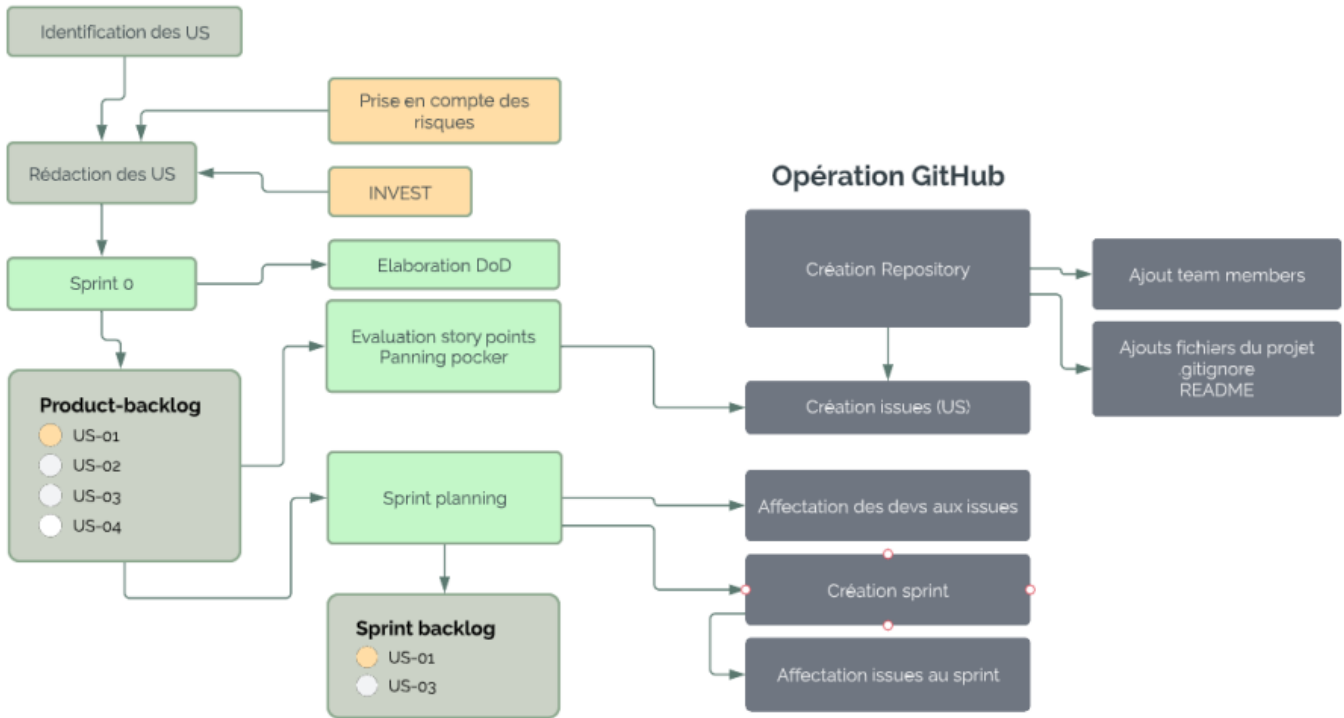 Identification des US
Prise en compte des
risques
Rédaction des US
INVEST
Sprint 0
Elaboration DoD
Evaluation story points
Panning pocker
Product-backlog
US-01
US-02
US-03
US-04
Sprint planning
Sprint backlog
US-01
US-03
Opération GitHub
Création Repository
Ajout team members
Ajouts fichiers du projet
.gitignore
README
Création issues (US)
Affectation des devs aux issues
Création sprint
Affectation issues au sprint